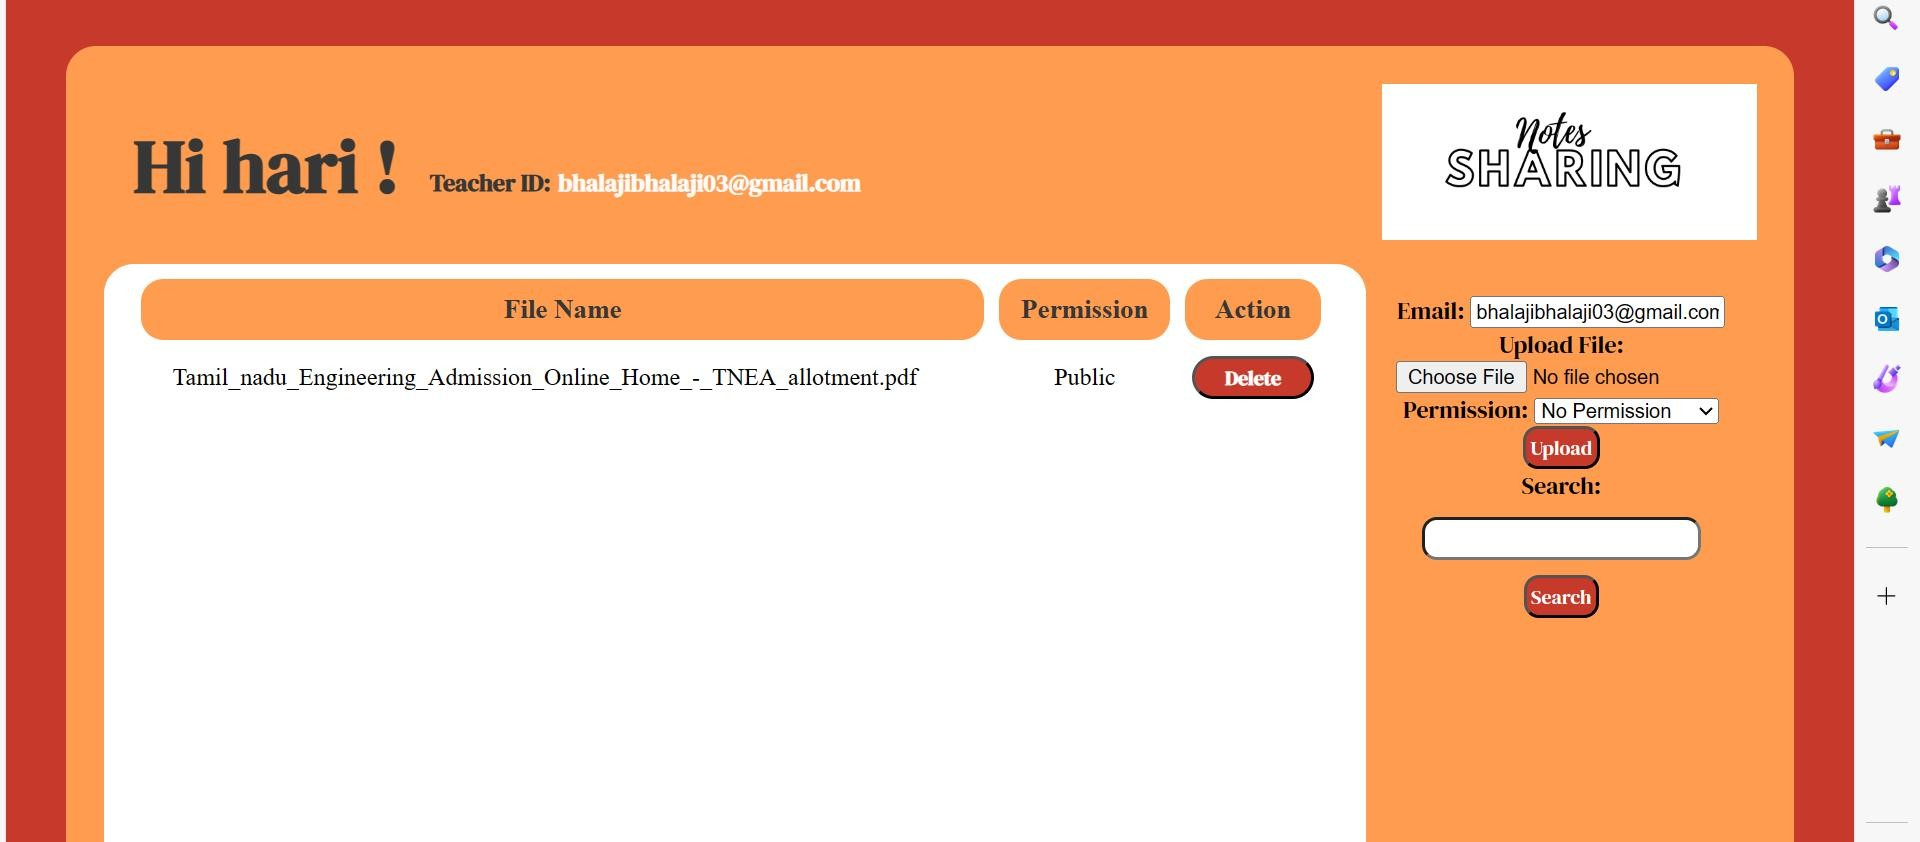 Notes
SHARING
Hi hari !
Teacher ID: bhalajibhalaji03@gmail.com
File Name Permission Action
Tamil_nadu_Engineering_Admission_Online_Home_-_TNEA_allotment.pdf Public Delete
Email: bhalajibhalaji03@gmail.com
Upload File:
Choose File No file chosen
Permission: No Permission
Upload
Search:
Search